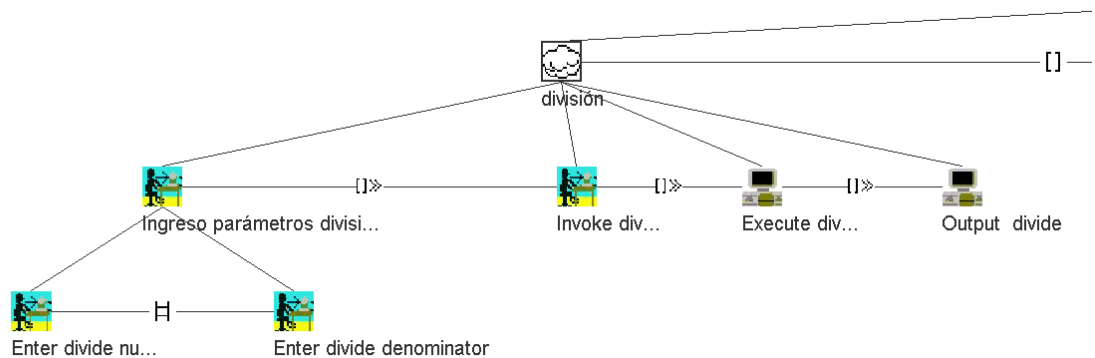 []
división
[]»
[]»
[]»
Ingreso parámetros divisi...
Invoke div...
Execute div...
Output divide
|=|
Enter divide nu...
Enter divide denominator